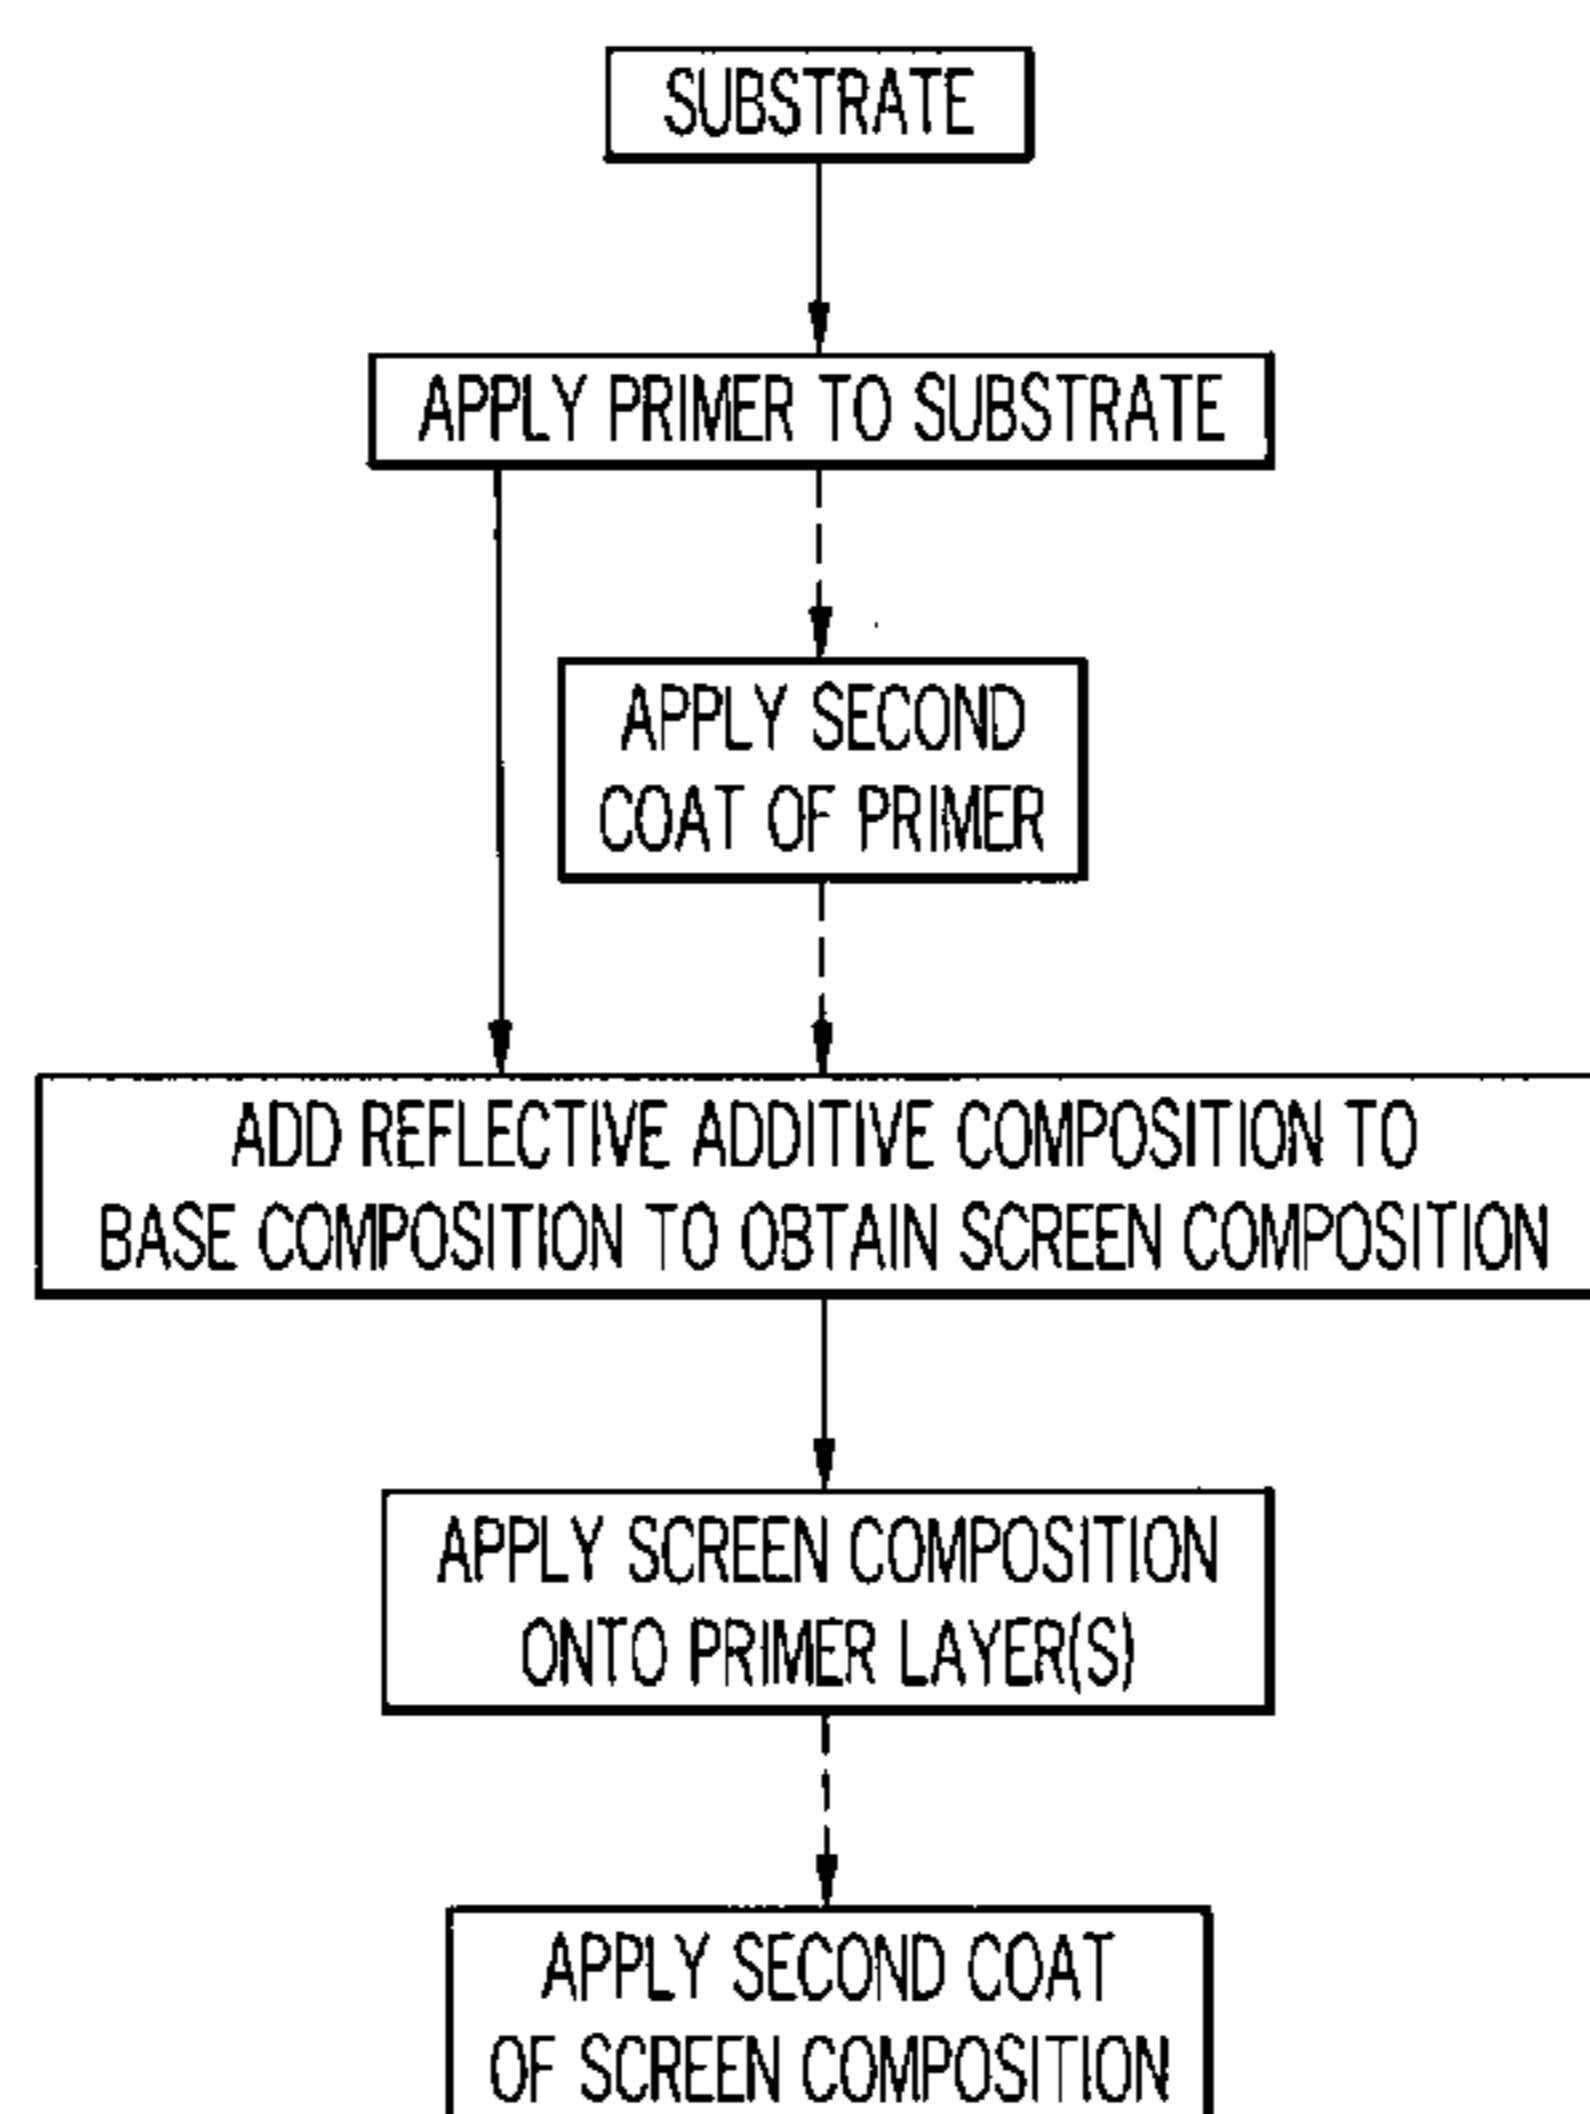 SUBSTRATE
APPLY PRIMER TO SUBSTRATE
APPLY SECOND
COAT OF PRIMER
ADD REFLECTIVE ADDITIVE COMPOSITION TO
BASE COMPOSITION TO OBTAIN SCREEN COMPOSITION
APPLY SCREEN COMPOSITION
ONTO PRIMER LAYER(S)
APPLY SECOND COAT
OF SCREEN COMPOSITION